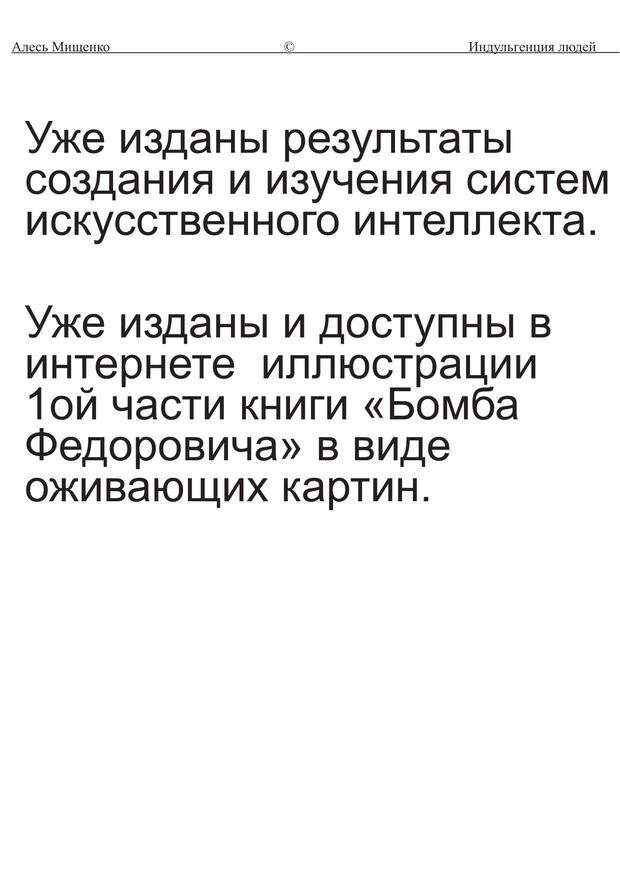 Алесь Мищенко © Индульгенция людей
Уже изданы результаты
создания и изучения систем
искусственного интеллекта.
Уже изданы и доступны в
интернете  иллюстрации
1ой части книги «Бомба
Федоровича» в виде
оживающих картин.